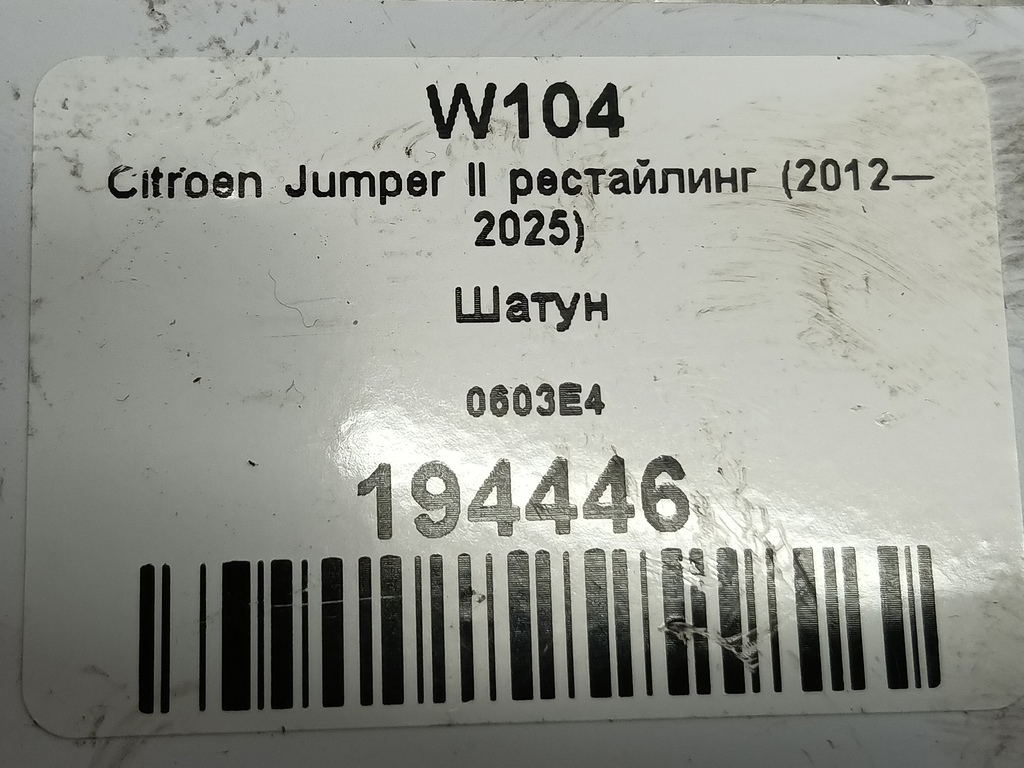 W104
Citroen Jumper II рестайлинг (2012—
2025)
Шатун
0603E4
194446